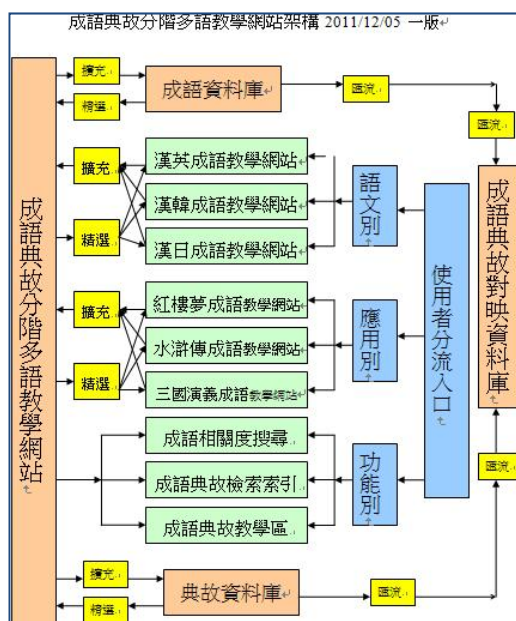 成語典故分階多語教學網站架構 2011/12/05 一版
擴充
精選
成語資料庫
匯流
匯流
成語典故分階多語教學網站
擴充
精選
漢英成語教學網站
漢韓成語教學網站
漢日成語教學網站
語文別
使用者分流入口
成語典故對映資料庫
擴充
精選
紅樓夢成語教學網站
水滸傳成語教學網站
三國演義成語教學網站
應用別
成語相關度搜尋
成語典故檢索索引
成語典故教學區
功能別
匯流
擴充
精選
典故資料庫
匯流